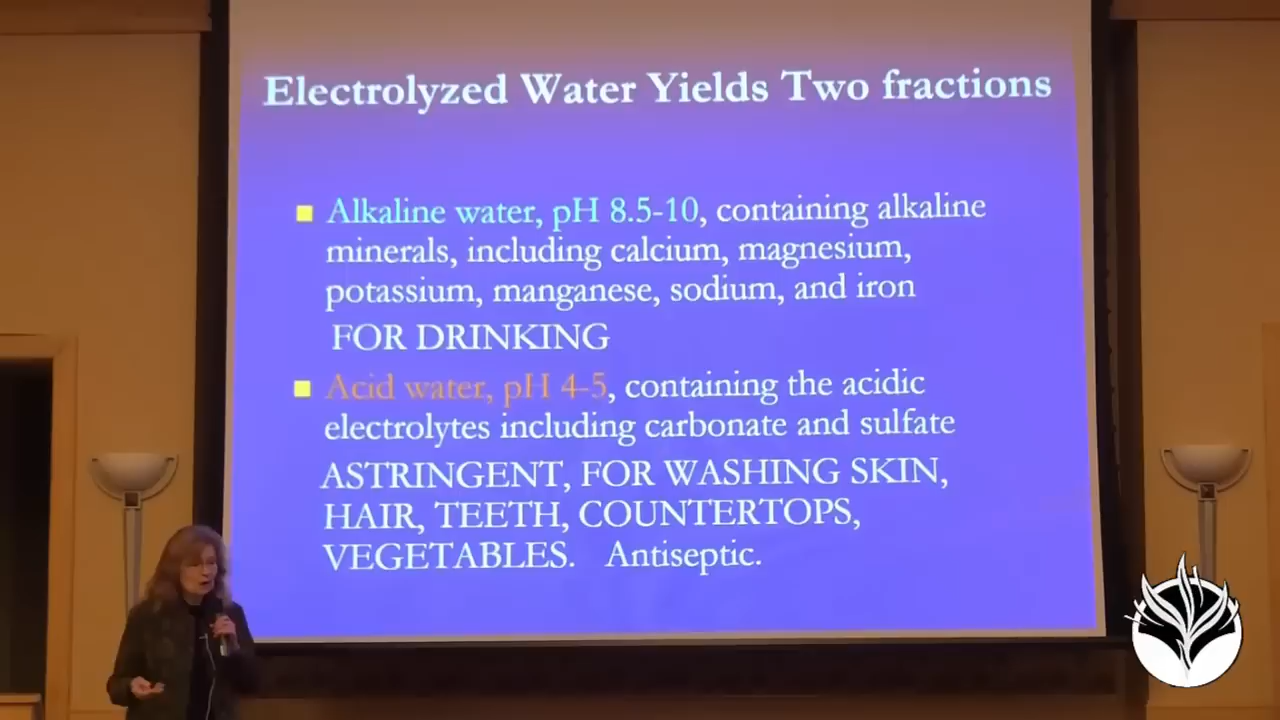 Electrolyzed Water Yields Two fractions
Alkaline water, pH 8.5-10, containing alkaline
minerals, including calcium, magnesium,
potassium, manganese, sodium, and iron
FOR DRINKING
Acid water, pH 4-5, containing the acidic
electrolytes including carbonate and sulfate
ASTRINGENT, FOR WASHING SKIN,
HAIR, TEETH, COUNTERTOPS,
VEGETABLES. Antiseptic.